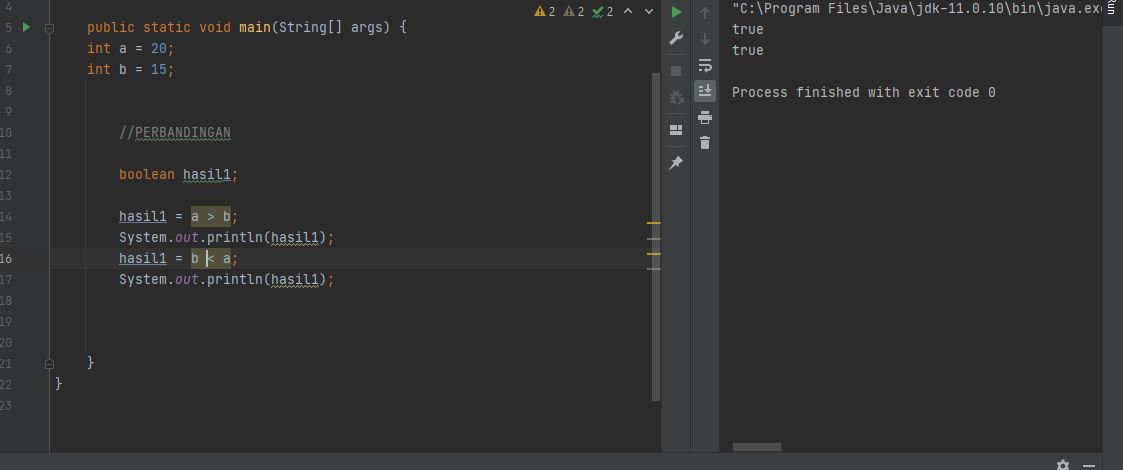 4
5 public static void main(String[] args) {
6 int a = 20;
7 int b = 15;
8
9
10 //PERBANDINGAN
11
12 boolean hasil1;
13
14 hasil1 = a > b;
15 System.out.println(hasil1);
16 hasil1 = b < a;
17 System.out.println(hasil1);
18
19
20
21 }
22 }
23
2 2 2
"C:\Program Files\Java\jdk-11.0.10\bin\java.exe
true
true
Process finished with exit code 0